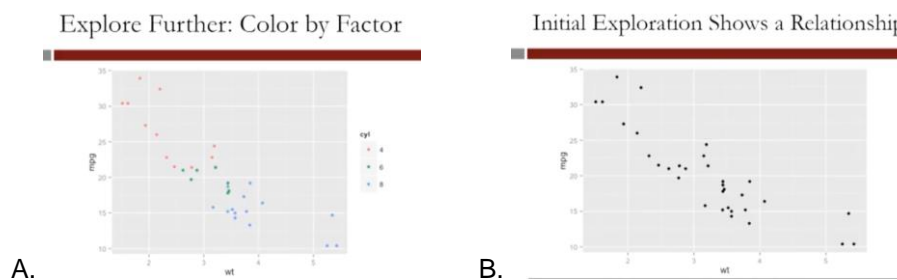 Explore Further: Color by Factor
35
30
25
20
15
10
mpg
2
3
4
5
wt
cyl
4
6
8
A.
Initial Exploration Shows a Relationship
35
30
25
20
15
10
mpg
2
3
4
5
wt
B.